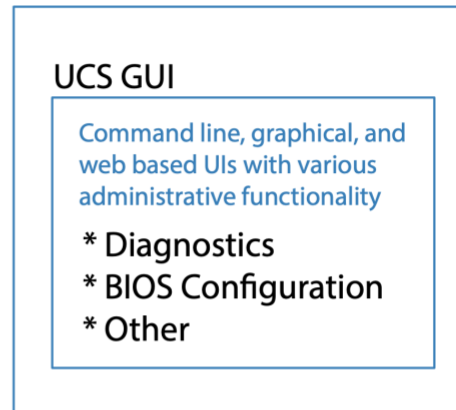 UCS GUI
Command line, graphical, and
web based UIs with various
administrative functionality
* Diagnostics
* BIOS Configuration
* Other